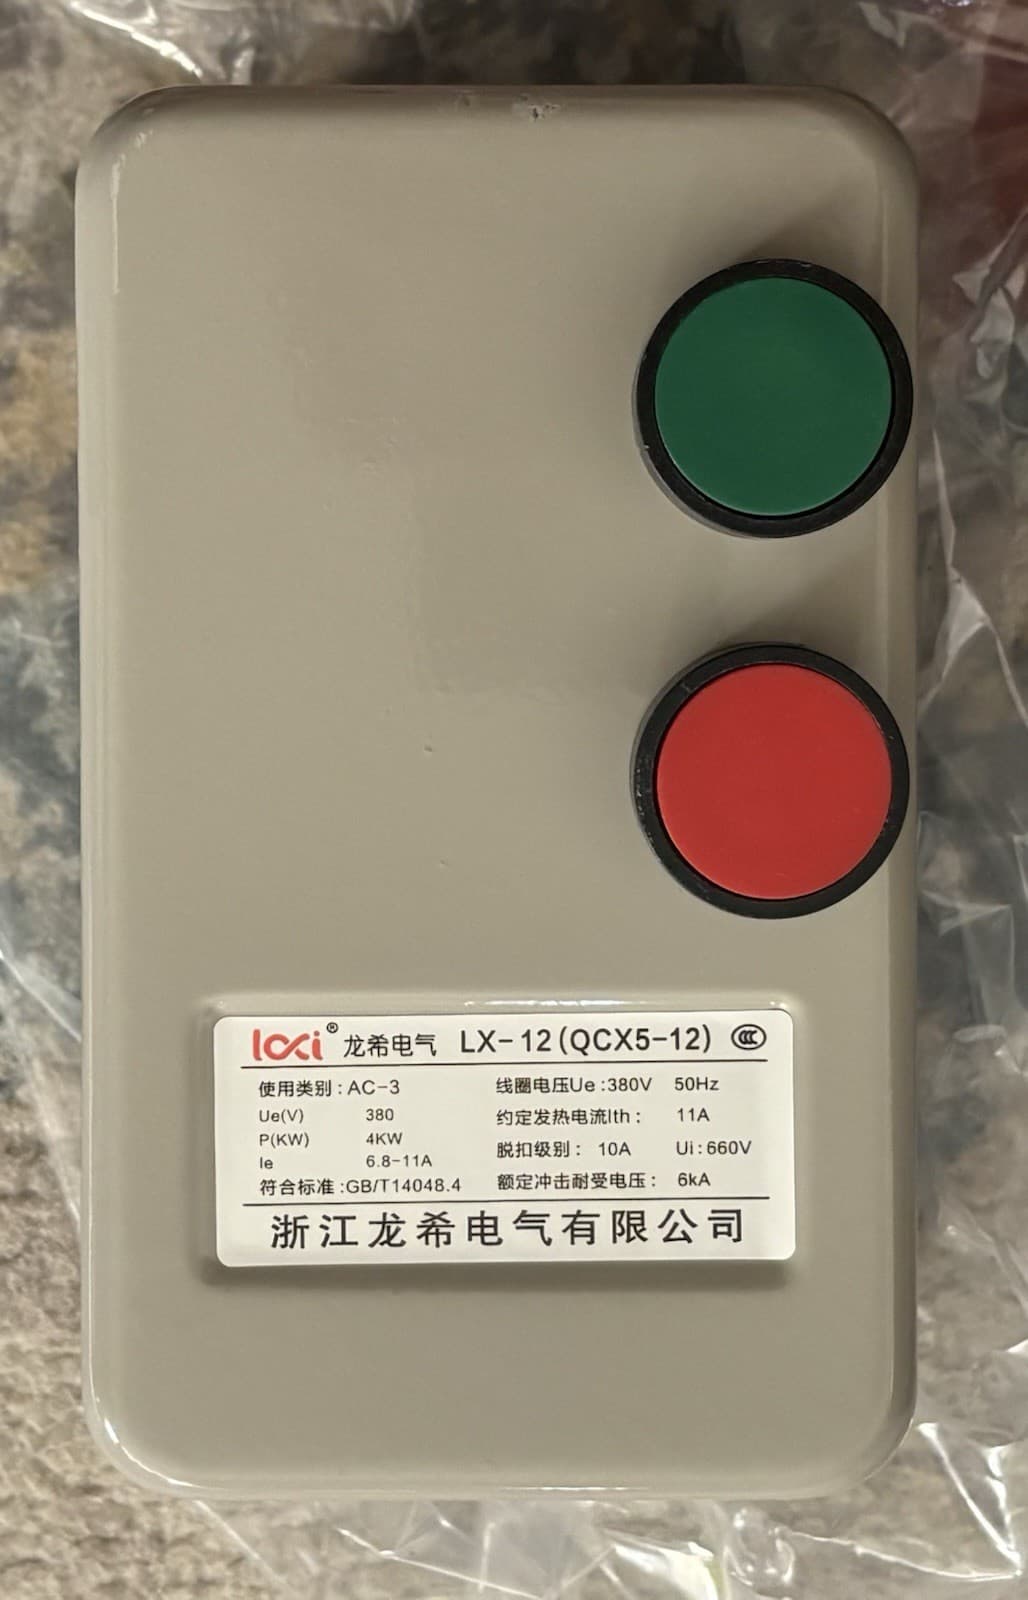 loxi® 龙希电气 LX-12(QCX5-12) CCC
使用类别:AC-3 线圈电压Ue:380V 50Hz
Ue(V) 380 约定发热电流Ith: 11A
P(KW) 4KW 脱扣级别: 10A Ui:660V
Ie 6.8-11A
符合标准:GB/T14048.4 额定冲击耐受电压: 6kA
浙江龙希电气有限公司